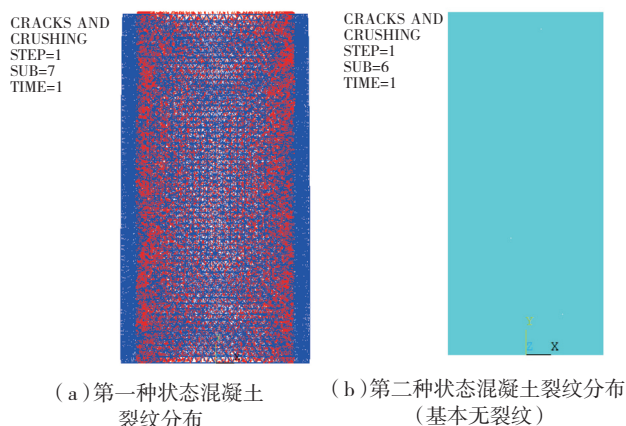 CRACKS AND
CRUSHING
STEP=1
SUB=7
TIME=1
CRACKS AND
CRUSHING
STEP=1
SUB=6
TIME=1
Y
X
(a)第一种状态混凝土
裂纹分布
(b)第二种状态混凝土裂纹分布
(基本无裂纹)